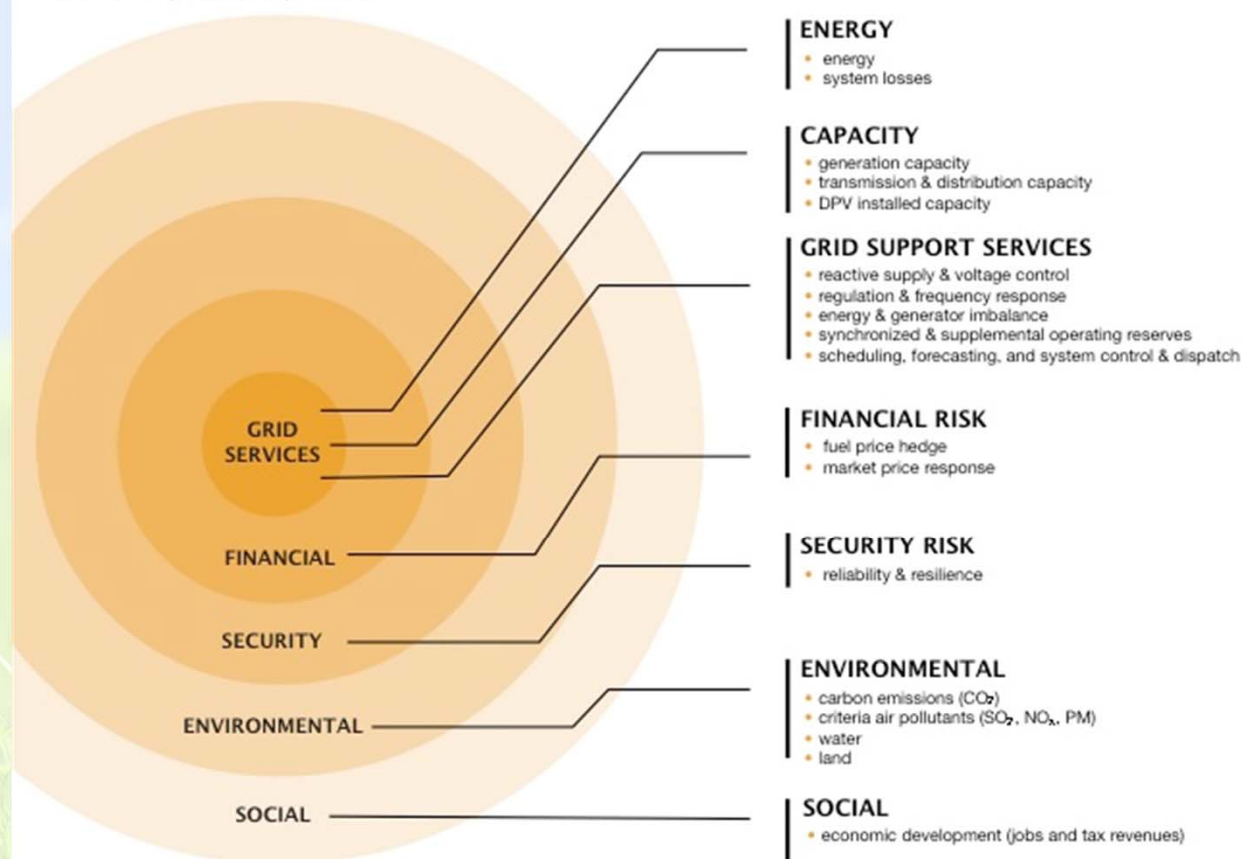 ENERGY
• energy
• system losses
CAPACITY
• generation capacity
• transmission & distribution capacity
• DPV installed capacity
GRID SUPPORT SERVICES
• reactive supply & voltage control
• regulation & frequency response
• energy & generator imbalance
• synchronized & supplemental operating reserves
• scheduling, forecasting, and system control & dispatch
GRID
SERVICES
FINANCIAL RISK
• fuel price hedge
• market price response
FINANCIAL
SECURITY RISK
• reliability & resilience
SECURITY
ENVIRONMENTAL
• carbon emissions (CO₂)
• criteria air pollutants (SO₂, NOₓ, PM)
• water
• land
ENVIRONMENTAL
SOCIAL
• economic development (jobs and tax revenues)
SOCIAL